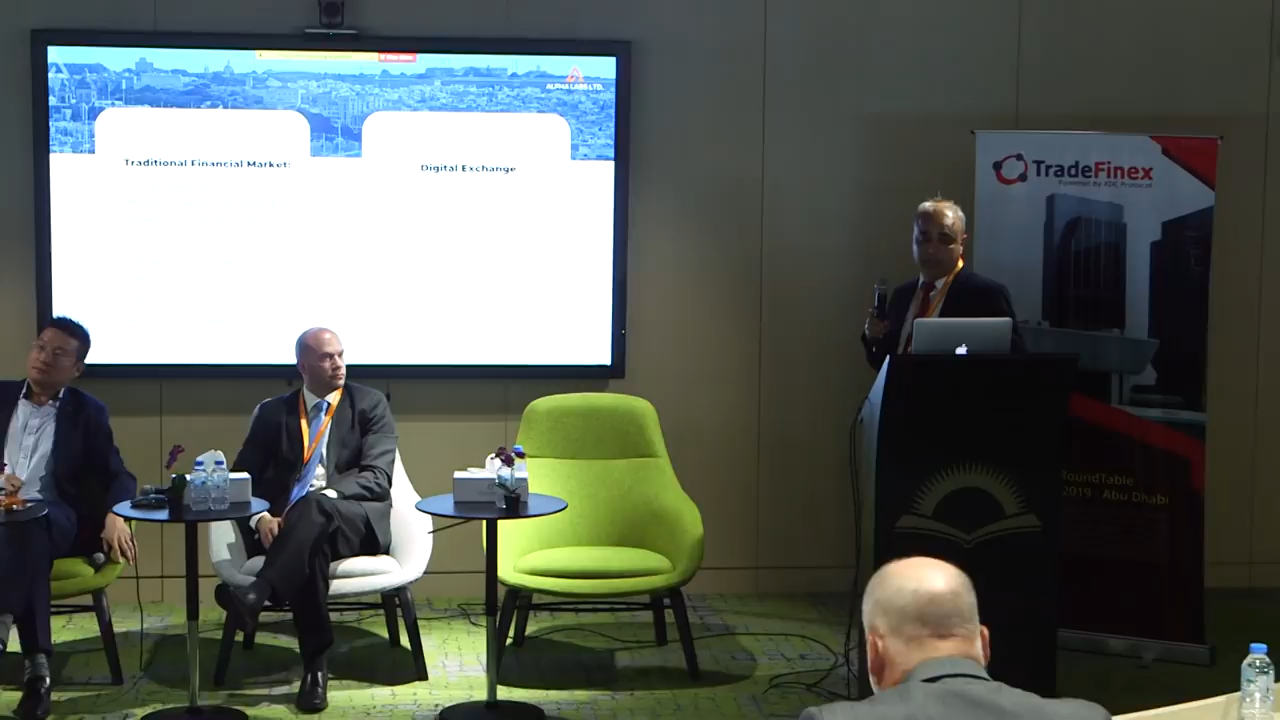 ALPHA LABS LTD.
Traditional Financial Market:
Digital Exchange
TradeFinex
Powered By XDC Protocol
RoundTable
2019 - Abu Dhabi